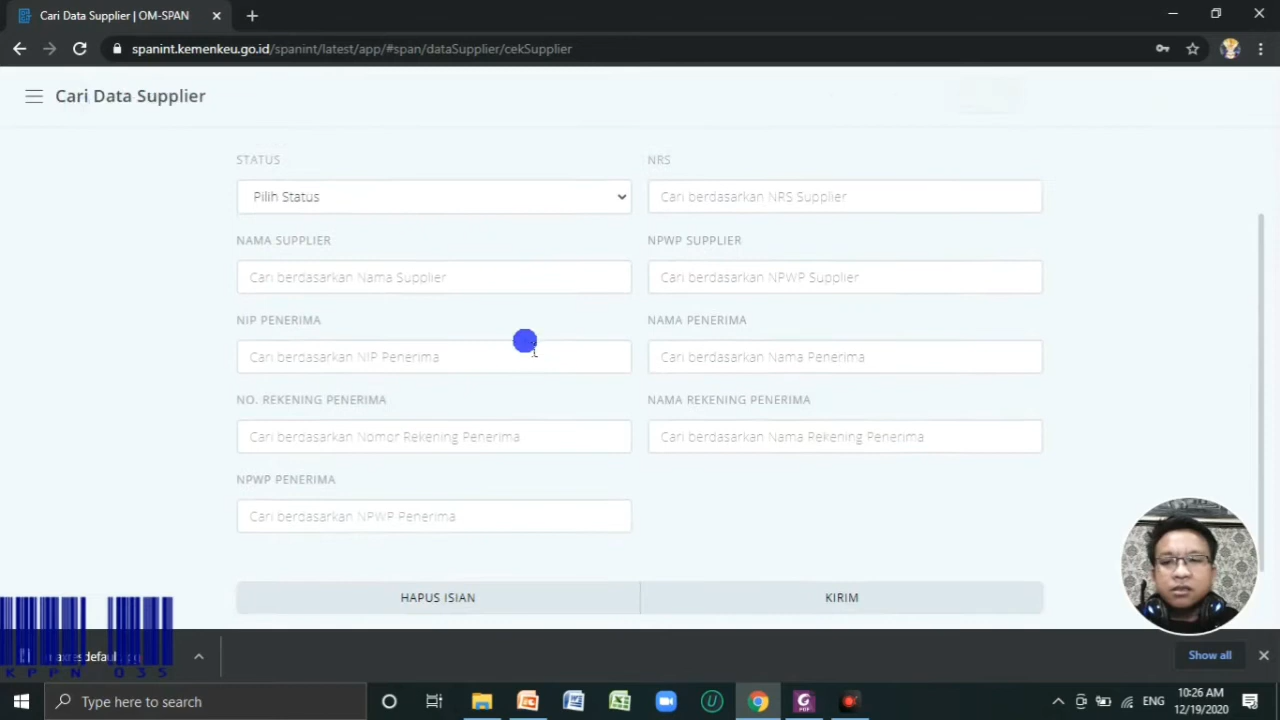 Cari Data Supplier | OM-SPAN
spanint.kemenkeu.go.id/spanint/latest/app/#span/dataSupplier/cekSupplier
Cari Data Supplier
STATUS
NRS
Pilih Status
Cari berdasarkan NRS Supplier
NAMA SUPPLIER
NPWP SUPPLIER
Cari berdasarkan Nama Supplier
Cari berdasarkan NPWP Supplier
NIP PENERIMA
NAMA PENERIMA
Cari berdasarkan NIP Penerima
Cari berdasarkan Nama Penerima
NO. REKENING PENERIMA
NAMA REKENING PENERIMA
Cari berdasarkan Nomor Rekening Penerima
Cari berdasarkan Nama Rekening Penerima
NPWP PENERIMA
Cari berdasarkan NPWP Penerima
HAPUS ISIAN
KIRIM
KPPN 035
Show all
Type here to search
ENG
10:26 AM
12/19/2020